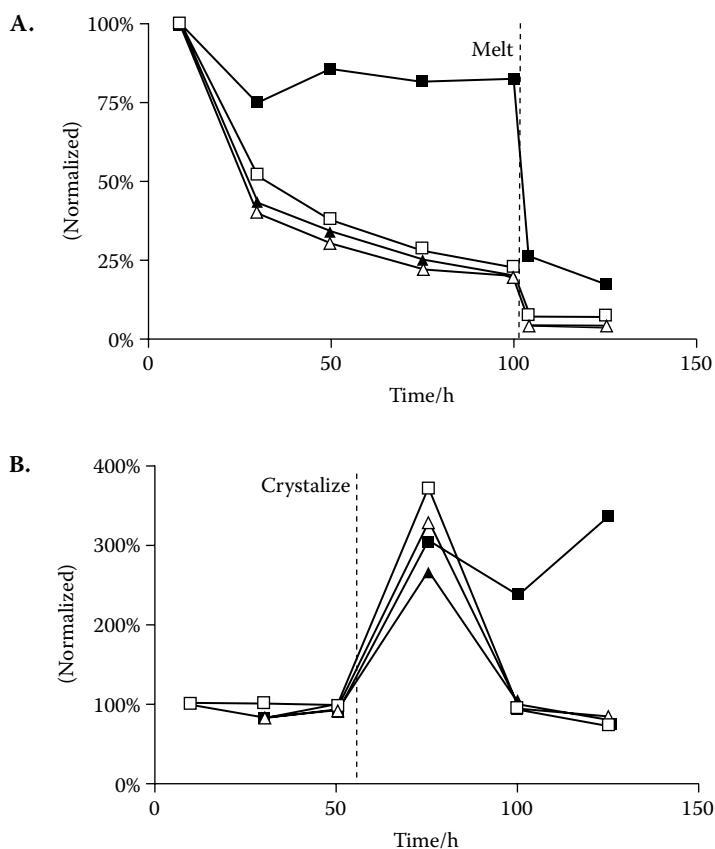 A.
100%
75%
50%
25%
0%
(Normalized)
Melt
0 50 100 150
Time/h
B.
400%
300%
200%
100%
0%
(Normalized)
Crystalize
0 50 100 150
Time/h